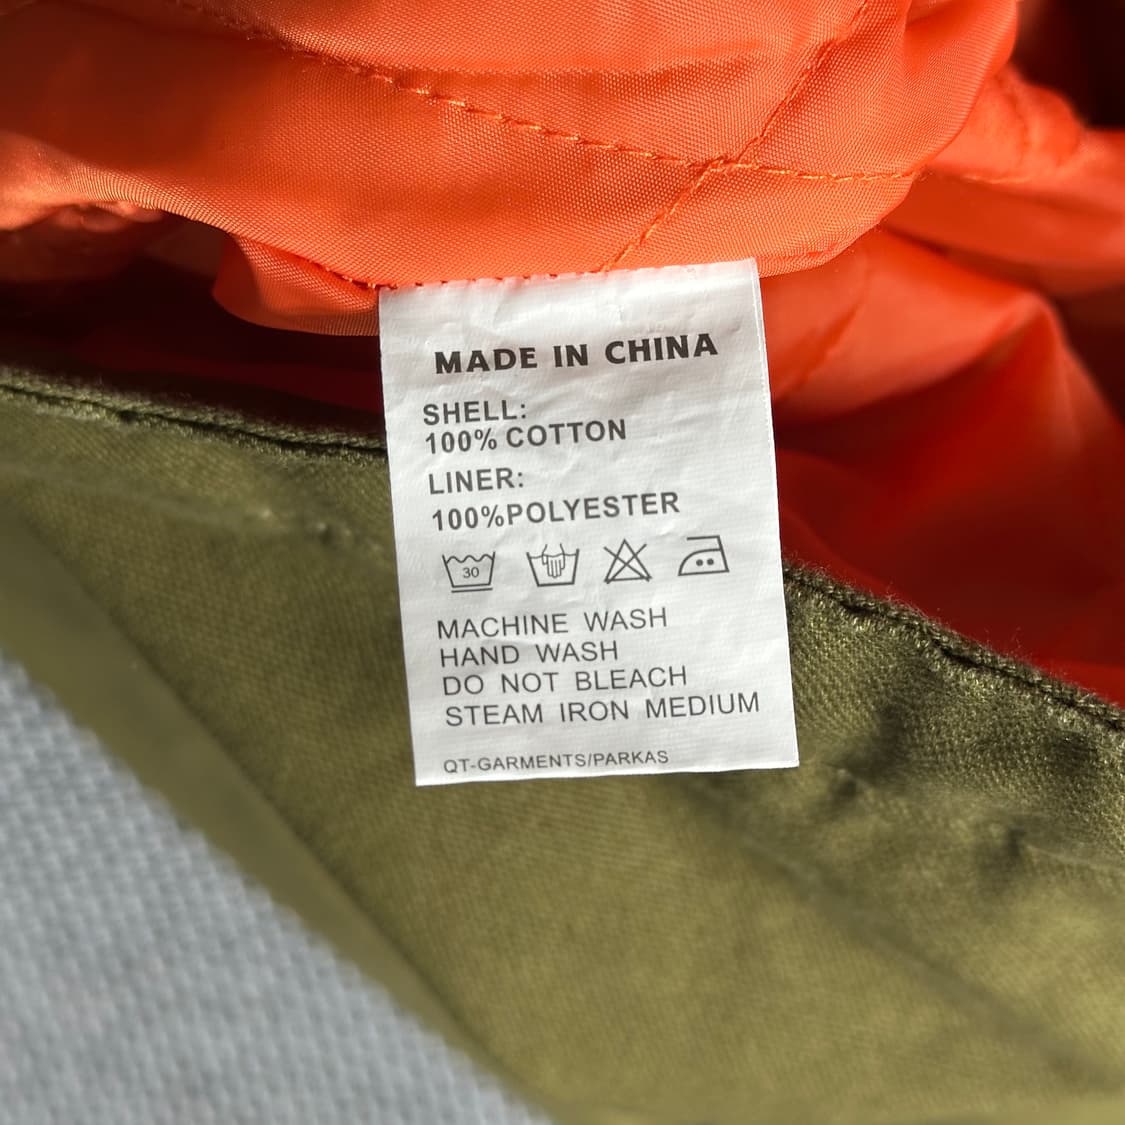 MADE IN CHINA
SHELL:
100% COTTON
LINER:
100%POLYESTER
30
MACHINE WASH
HAND WASH
DO NOT BLEACH
STEAM IRON MEDIUM
QT-GARMENTS/PARKAS